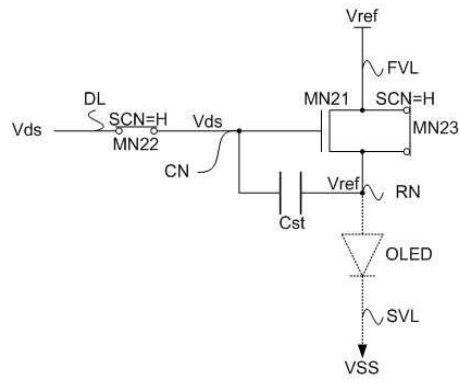 Vref
FVL
DL
SCN=H
MN21
SCN=H
Vds
Vds
MN22
MN23
CN
Vref
RN
Cst
OLED
SVL
VSS